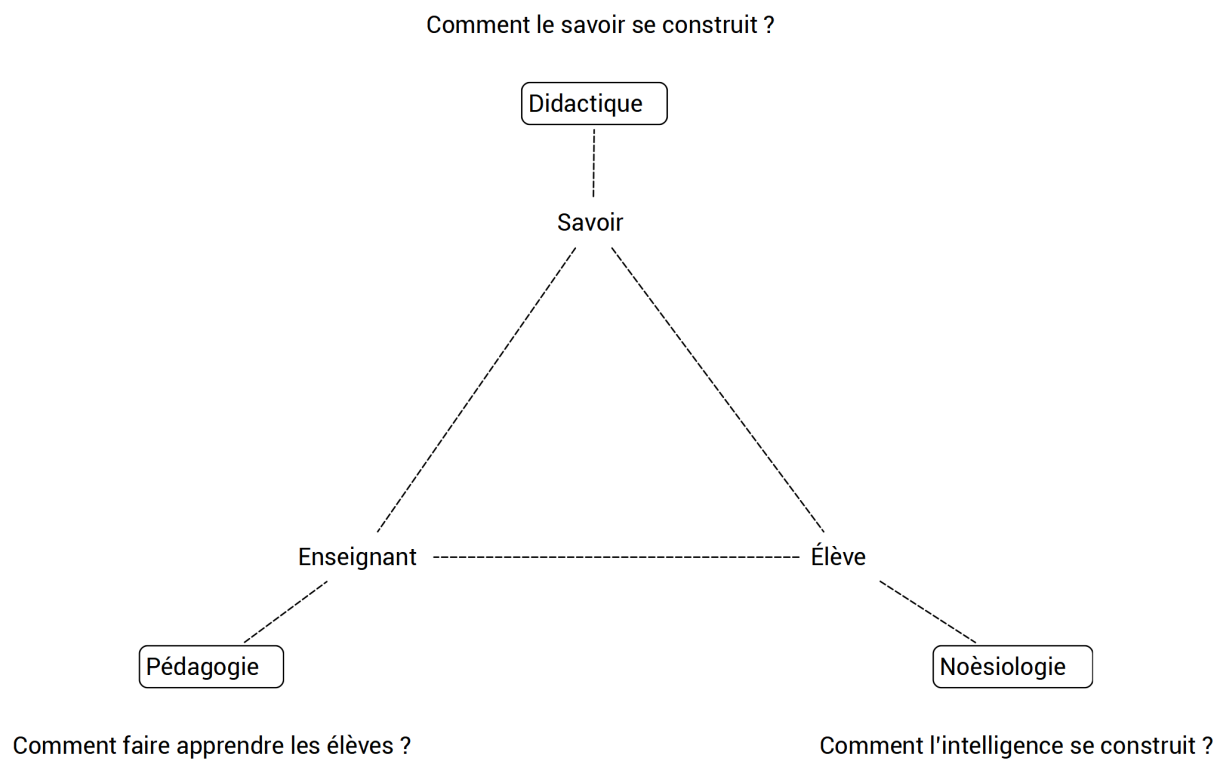 Comment le savoir se construit ?
Didactique
Savoir
Enseignant
Élève
Pédagogie
Noèsiologie
Comment faire apprendre les élèves ?
Comment l'intelligence se construit ?